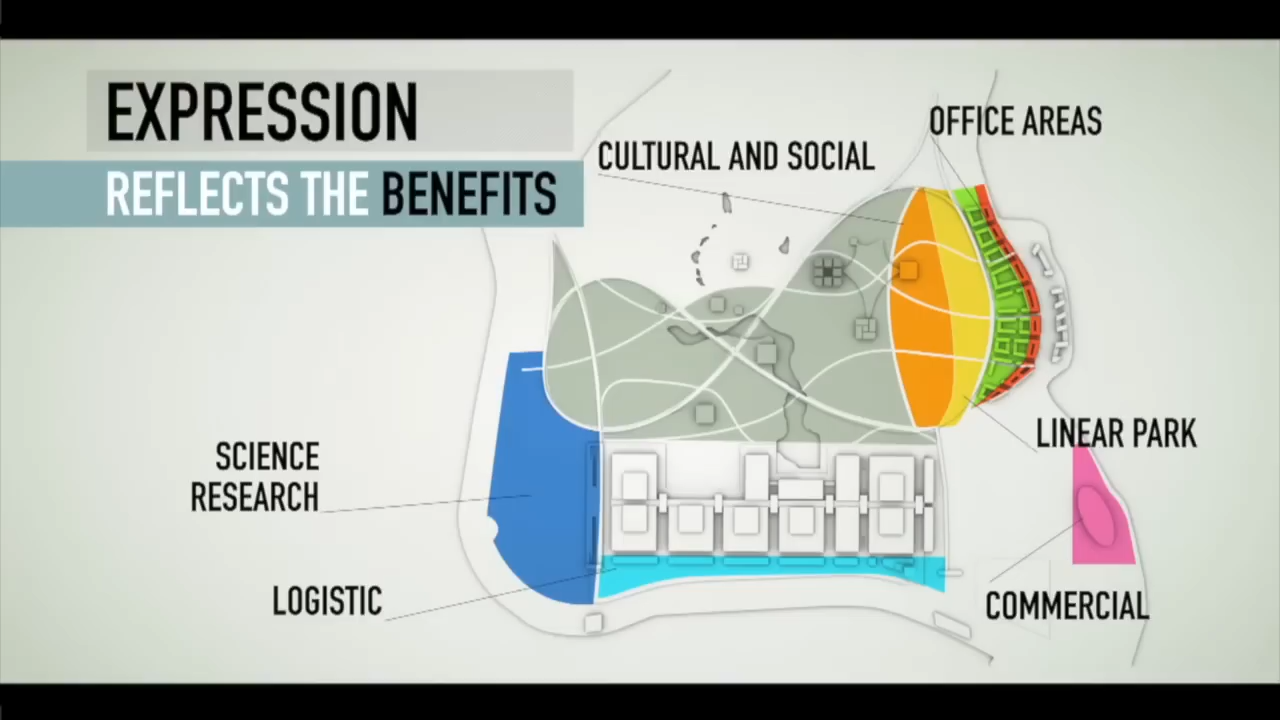 EXPRESSION
REFLECTS THE BENEFITS
OFFICE AREAS
CULTURAL AND SOCIAL
LINEAR PARK
SCIENCE
RESEARCH
LOGISTIC
COMMERCIAL